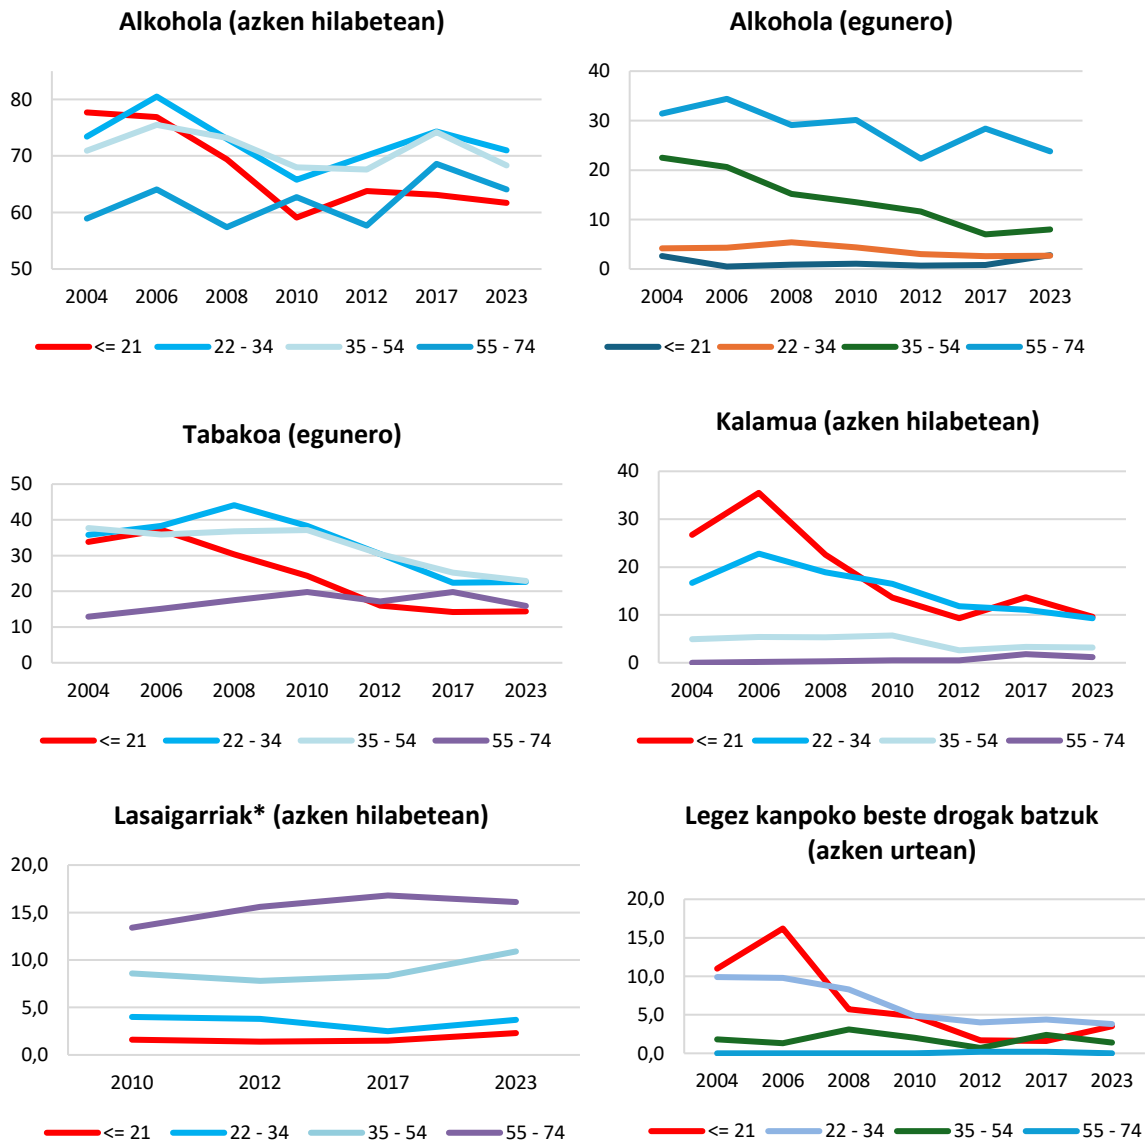 Alkohola (azken hilabetean)
80
70
60
50
2004 2006 2008 2010 2012 2017 2023
<= 21 22 - 34 35 - 54 55 - 74
Alkohola (egunero)
40
30
20
10
0
2004 2006 2008 2010 2012 2017 2023
<= 21 22 - 34 35 - 54 55 - 74
Tabakoa (egunero)
50
40
30
20
10
0
2004 2006 2008 2010 2012 2017 2023
<= 21 22 - 34 35 - 54 55 - 74
Kalamua (azken hilabetean)
40
30
20
10
0
2004 2006 2008 2010 2012 2017 2023
<= 21 22 - 34 35 - 54 55 - 74
Lasaigarriak* (azken hilabetean)
20,0
15,0
10,0
5,0
0,0
2010 2012 2017 2023
<= 21 22 - 34 35 - 54 55 - 74
Legez kanpoko beste drogak batzuk
(azken urtean)
20,0
15,0
10,0
5,0
0,0
2004 2006 2008 2010 2012 2017 2023
<= 21 22 - 34 35 - 54 55 - 74